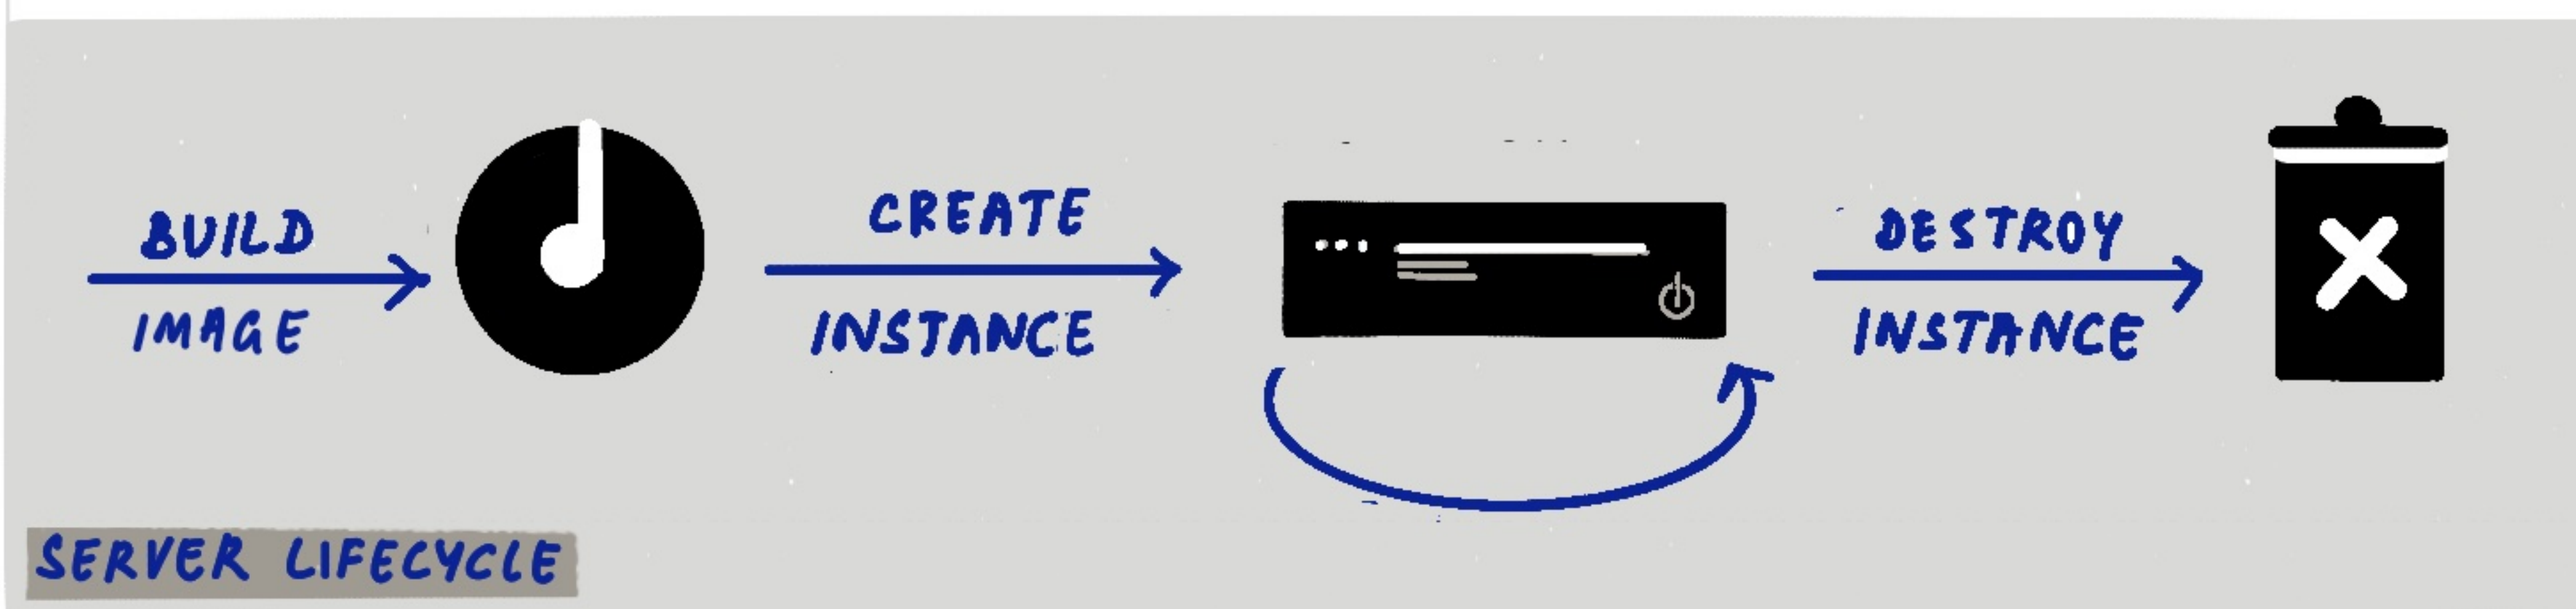 BUILD
IMAGE
CREATE
INSTANCE
DESTROY
INSTANCE
SERVER LIFECYCLE